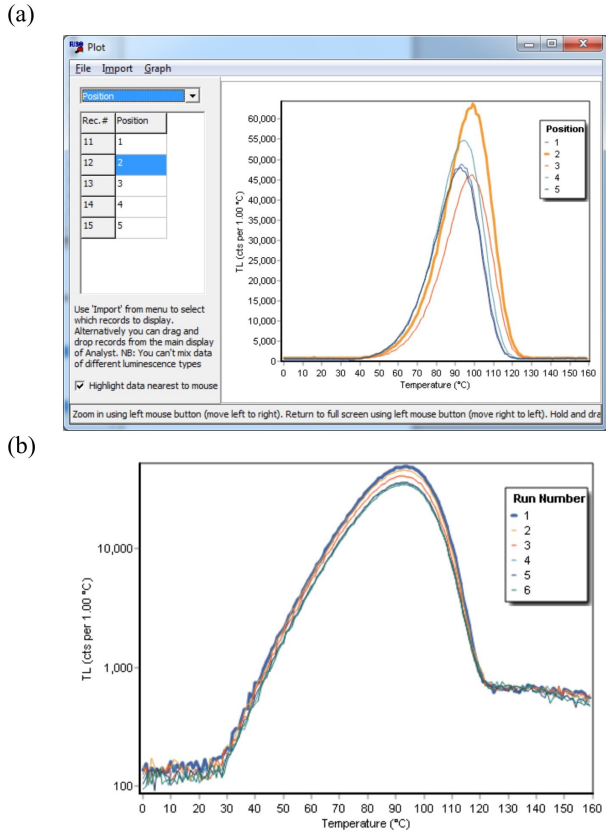 (a)
RISØ Plot
File Import Graph
Position
Rec. # Position
11 1
12 2
13 3
14 4
15 5
Use 'Import' from menu to select
which records to display.
Alternatively you can drag and
drop records from the main display
of Analyst. NB: You can't mix data
of different luminescence types
Highlight data nearest to mouse
TL (cts per 1.00 °C)
60,000
55,000
50,000
45,000
40,000
35,000
30,000
25,000
20,000
15,000
10,000
5,000
0
0 10 20 30 40 50 60 70 80 90 100 110 120 130 140 150 160
Temperature (°C)
Position
1
2
3
4
5
Zoom in using left mouse button (move left to right). Return to full screen using left mouse button (move right to left). Hold and dra
(b)
TL (cts per 1.00 °C)
10,000
1,000
100
0 10 20 30 40 50 60 70 80 90 100 110 120 130 140 150 160
Temperature (°C)
Run Number
1
2
3
4
5
6